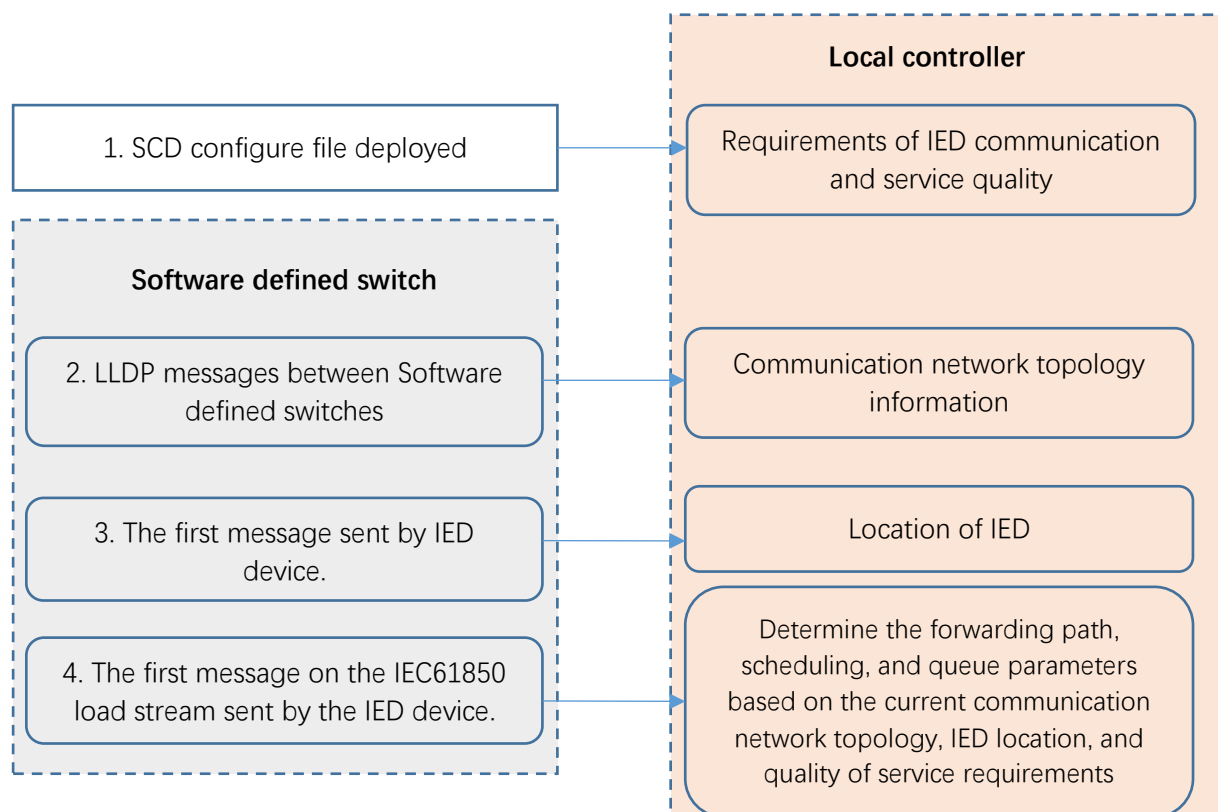 Local controller
1. SCD configure file deployed
Requirements of IED communication
and service quality
Software defined switch
2. LLDP messages between Software
defined switches
Communication network topology
information
3. The first message sent by IED
device.
Location of IED
4. The first message on the IEC61850
load stream sent by the IED device.
Determine the forwarding path,
scheduling, and queue parameters
based on the current communication
network topology, IED location, and
quality of service requirements